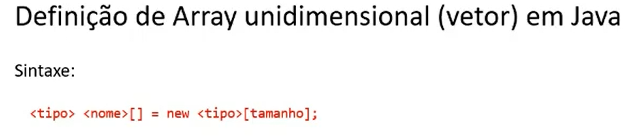 Definição de Array unidimensional (vetor) em Java
Sintaxe:
<tipo> <nome>[] = new <tipo>[tamanho];